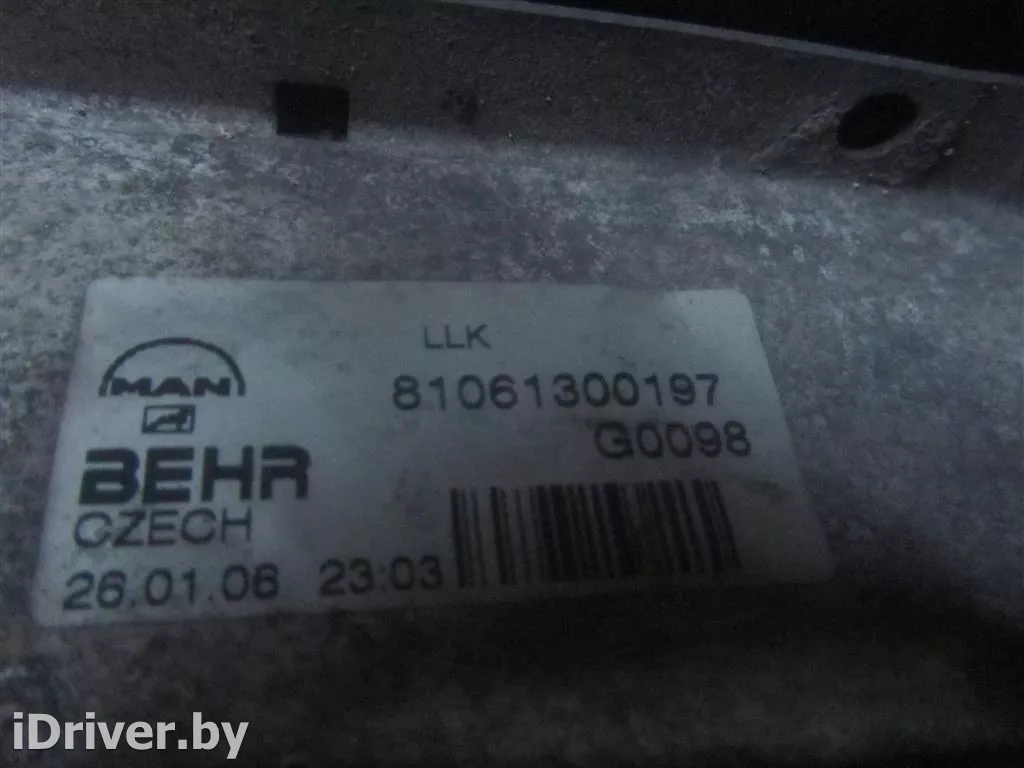 LLK
MAN
81061300197
G0098
BEHR
CZECH
26.01.06 23:03
iDriver.by